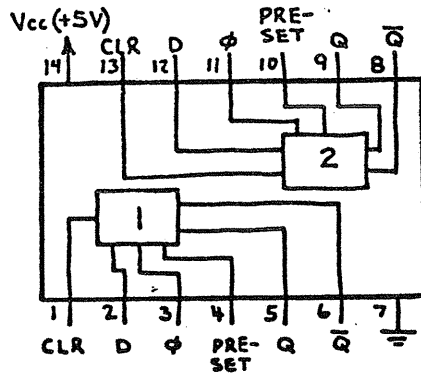 Vcc(+5V)
PRE-
SET
CLR D Φ Q Q̅
14 13 12 11 10 9 8
2
1
1 2 3 4 5 6 7
CLR D Φ PRE- Q Q̅
SET